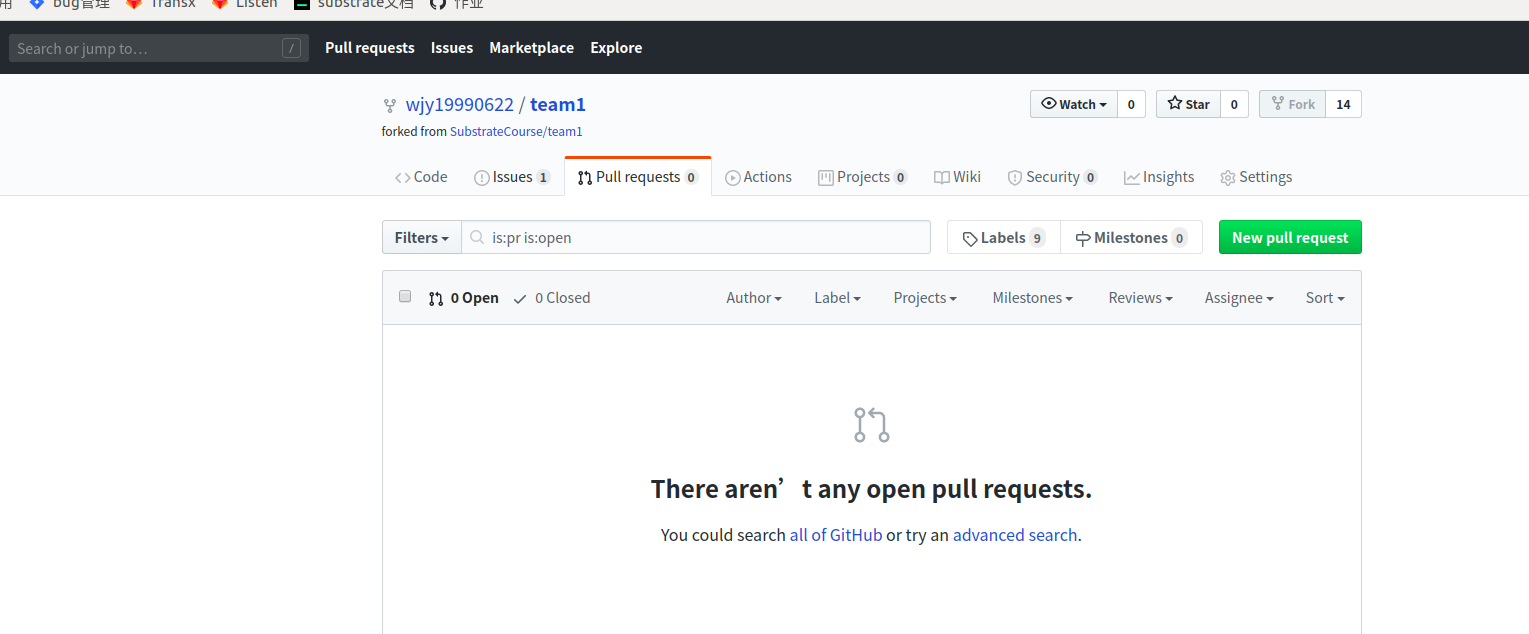 用 bug管理 Transx Listen substrate文档 作业
Search or jump to… / Pull requests Issues Marketplace Explore
wjy19990622 / team1 Watch 0 Star 0 Fork 14
forked from SubstrateCourse/team1
Code Issues 1 Pull requests 0 Actions Projects 0 Wiki Security 0 Insights Settings
Filters is:pr is:open Labels 9 Milestones 0 New pull request
0 Open 0 Closed Author Label Projects Milestones Reviews Assignee Sort
There aren’t any open pull requests.
You could search all of GitHub or try an advanced search.